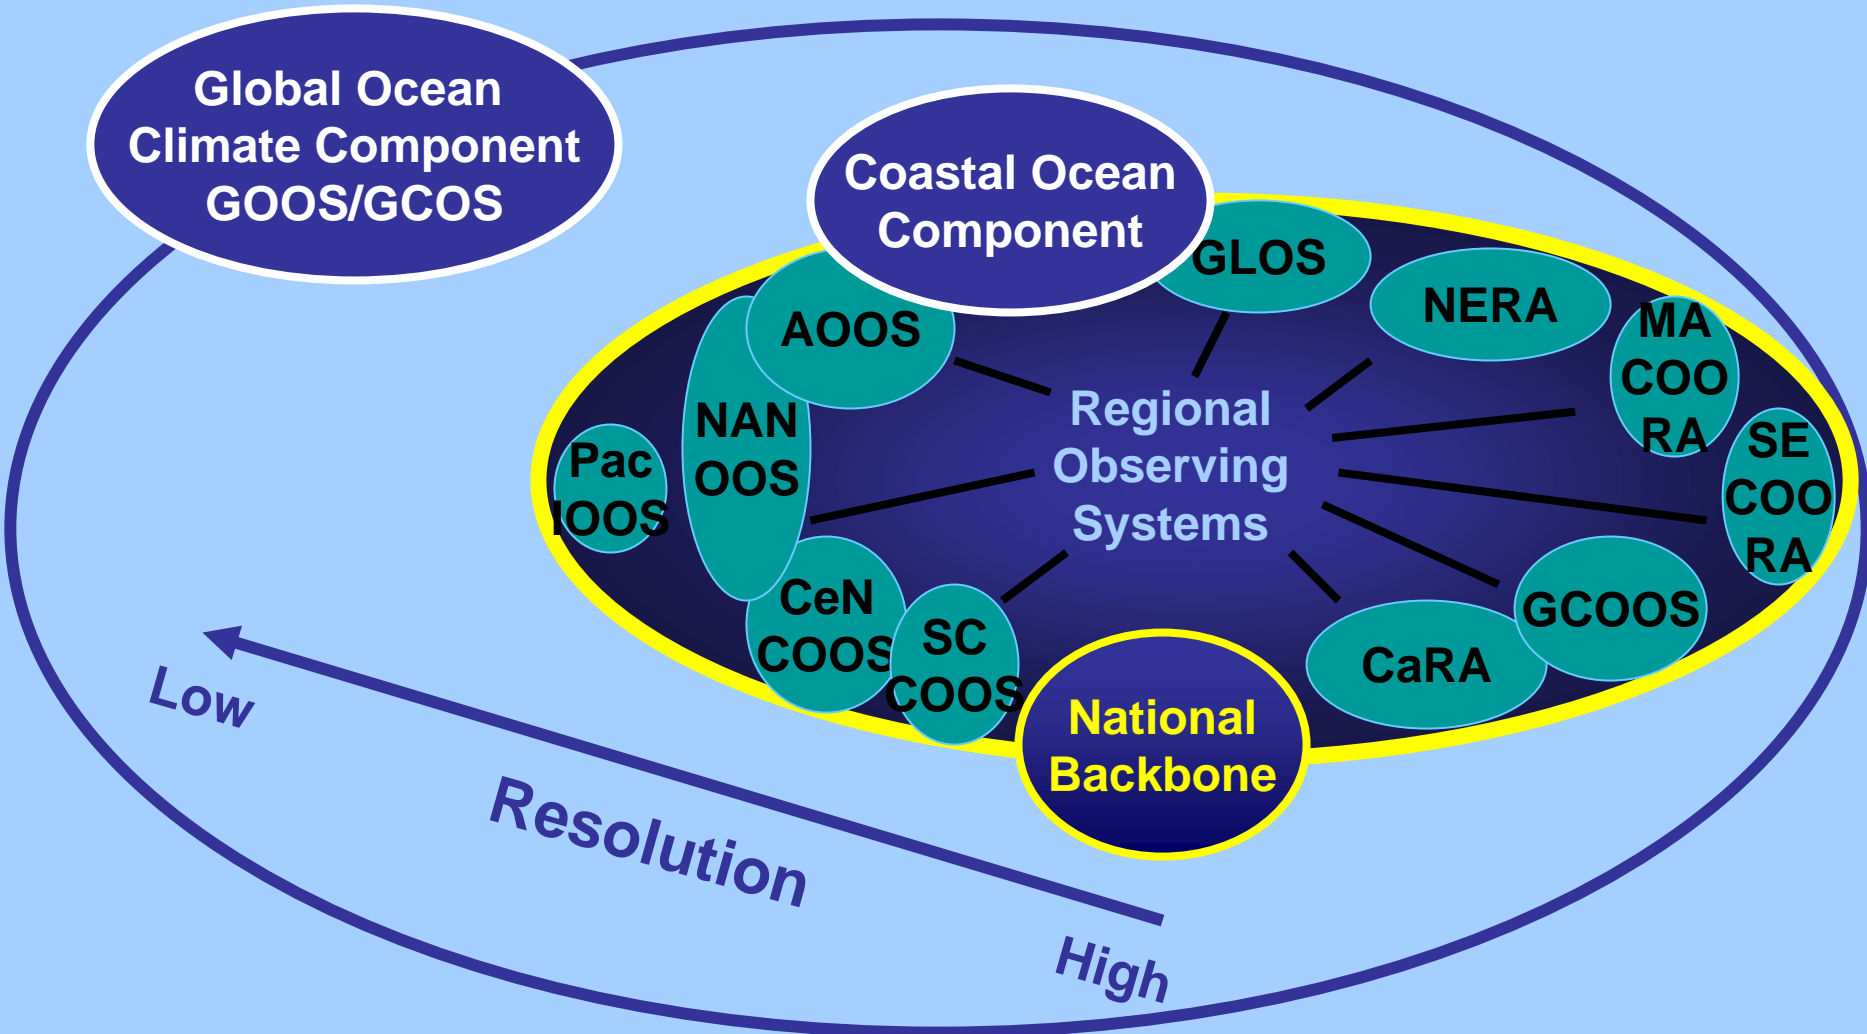 Global Ocean
Climate Component
GOOS/GCOS
Coastal Ocean
Component
GLOS
NERA
MA
COO
RA
SE
COO
RA
AOOS
NAN
OOS
Pac
IOOS
Regional
Observing
Systems
CeN
COOS
SC
COOS
GCOOS
CaRA
National
Backbone
Low
Resolution
High